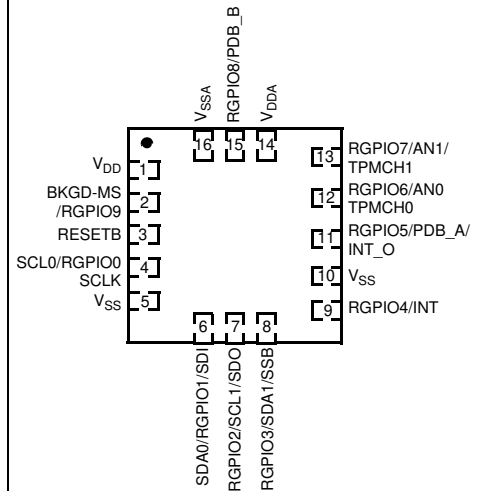 VSSA
RGPIO8/PDB_B
VDDA
16
15
14
VDD
1
BKGD-MS
/RGPIO9
2
RESETB
3
SCL0/RGPIO0
SCLK
4
VSS
5
13
RGPIO7/AN1/
TPMCH1
12
RGPIO6/AN0
TPMCH0
11
RGPIO5/PDB_A/
INT_O
10
VSS
9
RGPIO4/INT
6
7
8
SDA0/RGPIO1/SDI
RGPIO2/SCL1/SDO
RGPIO3/SDA1/SSB